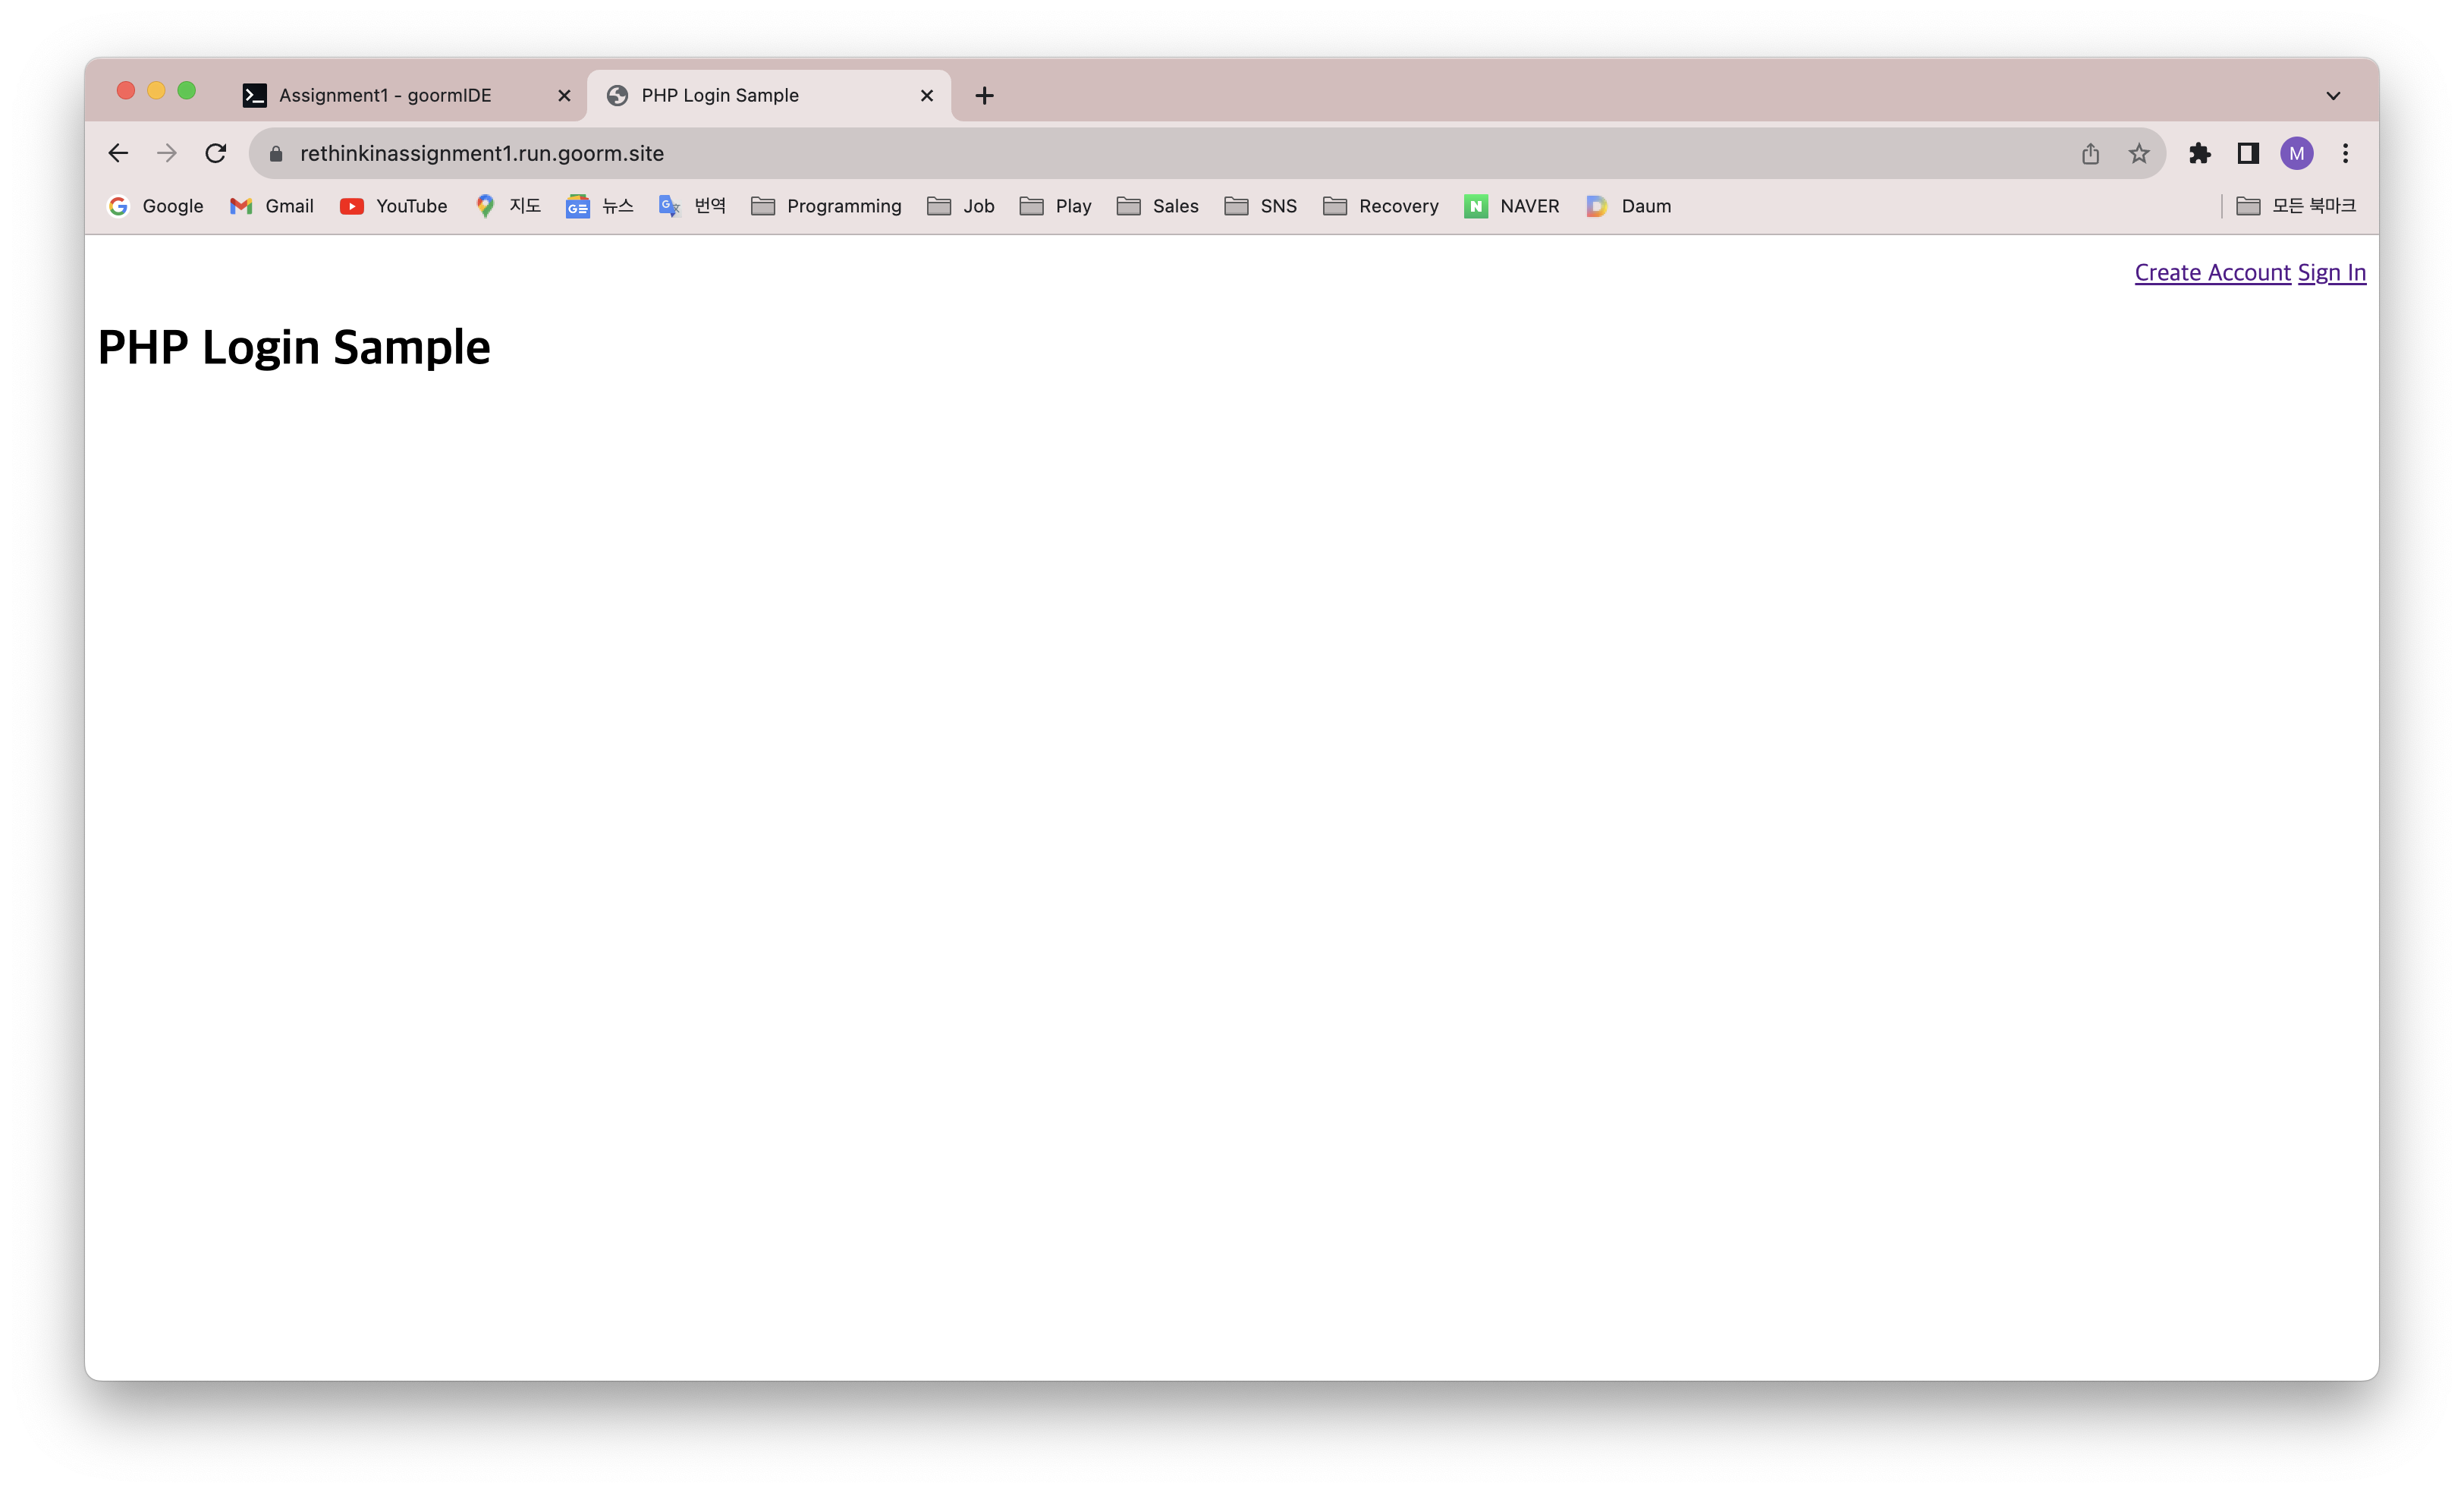 Assignment1 - goormIDE
PHP Login Sample
rethinkinassignment1.run.goorm.site
M
Google Gmail YouTube 지도 뉴스 번역 Programming Job Play Sales SNS Recovery NAVER Daum 모든 북마크
Create Account Sign In
PHP Login Sample